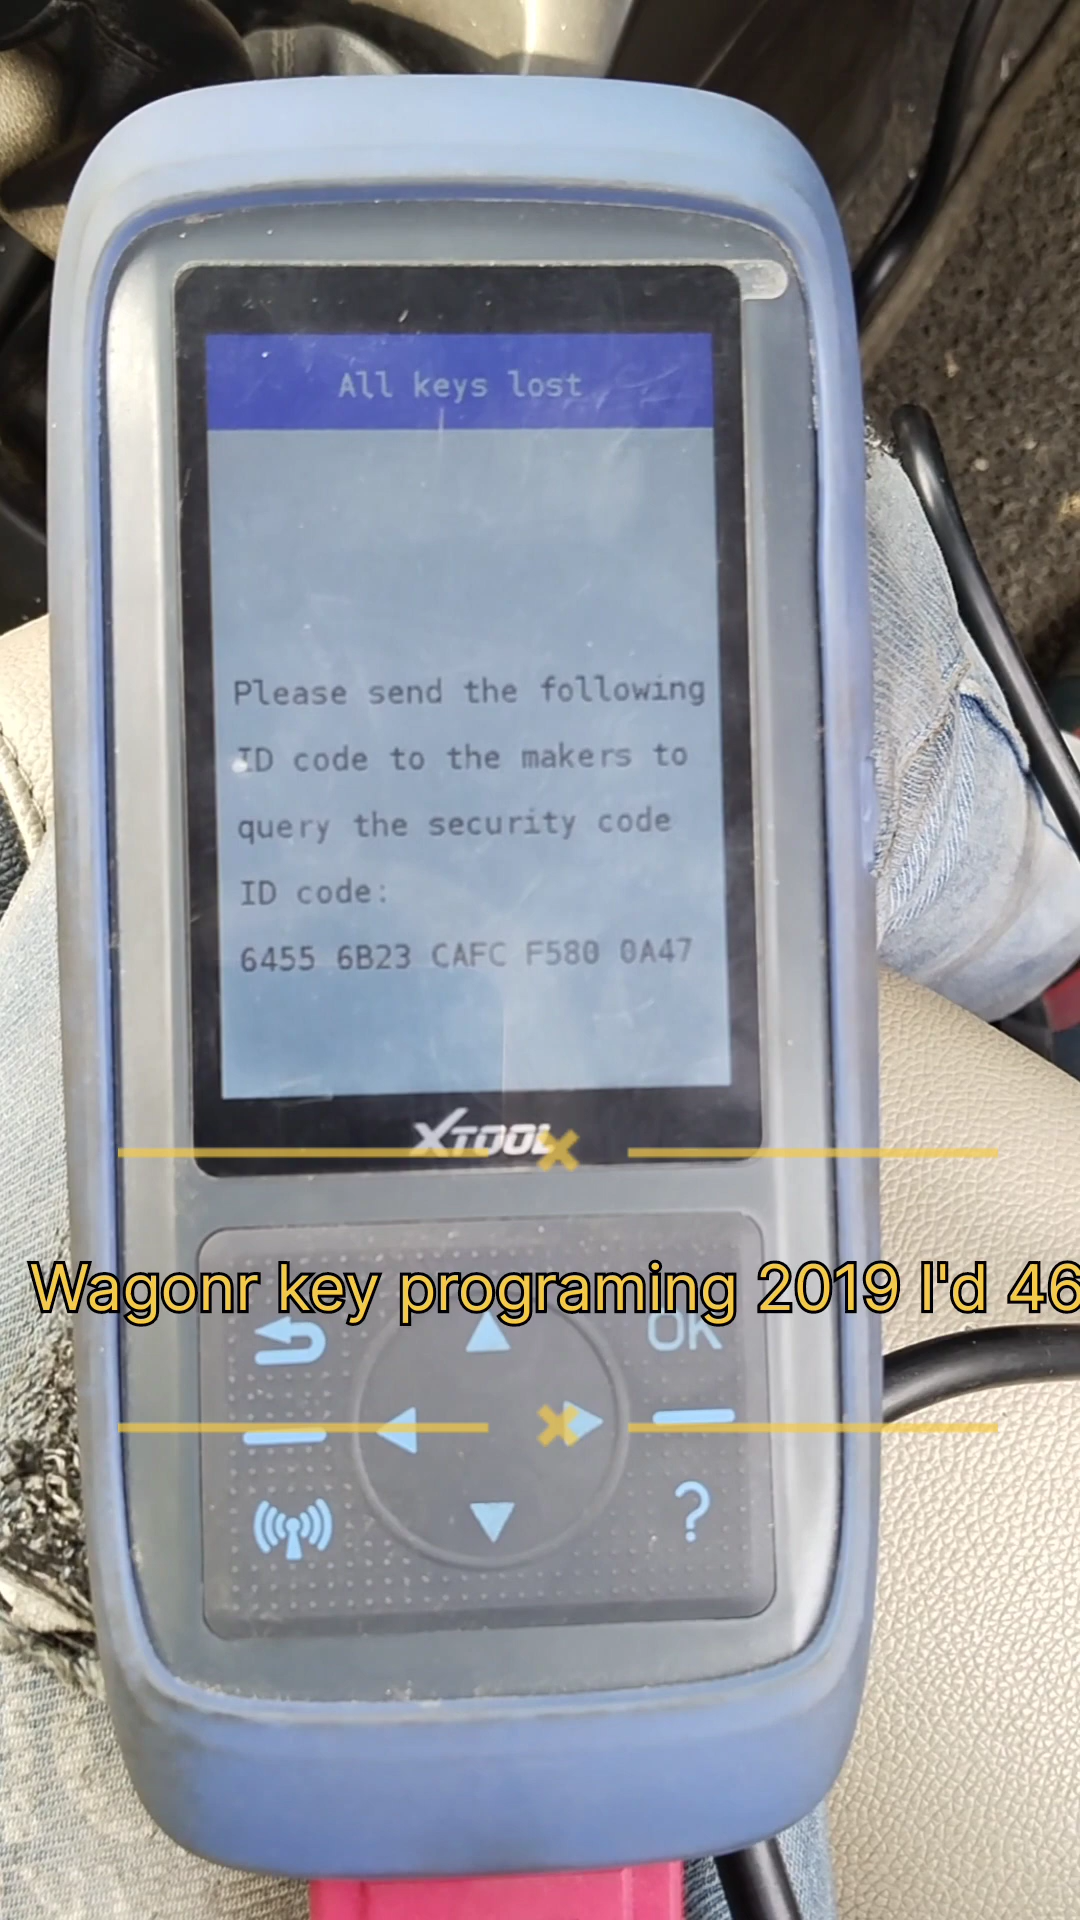 All keys lost
Please send the following
ID code to the makers to
query the security code
ID code:
6455 6B23 CAFC F580 0A47
XTOOL
Wagonr key programing 2019 I'd 46
OK
?